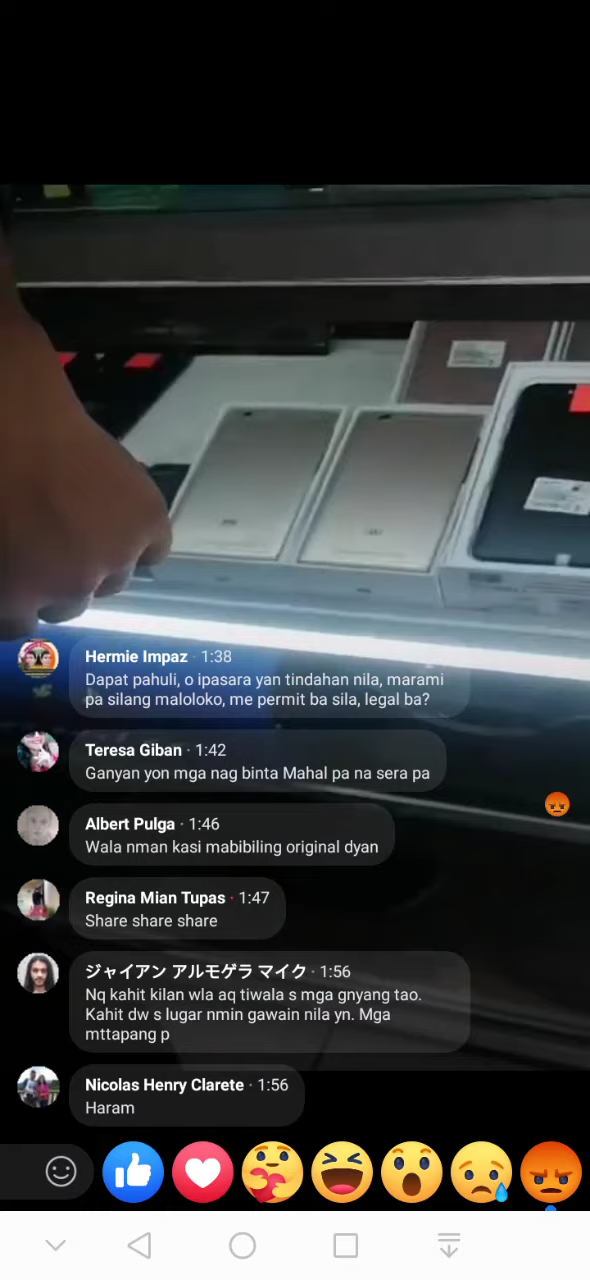 Hermie Impaz · 1:38
Dapat pahuli, o ipasara yan tindahan nila, marami
pa silang maloloko, me permit ba sila, legal ba?
Teresa Giban · 1:42
Ganyan yon mga nag binta Mahal pa na sera pa
Albert Pulga · 1:46
Wala nman kasi mabibiling original dyan
Regina Mian Tupas · 1:47
Share share share
ジャイアン アルモゲラ マイク · 1:56
Nq kahit kilan wla aq tiwala s mga gnyang tao.
Kahit dw s lugar nmin gawain nila yn. Mga
mttapang p
Nicolas Henry Clarete · 1:56
Haram